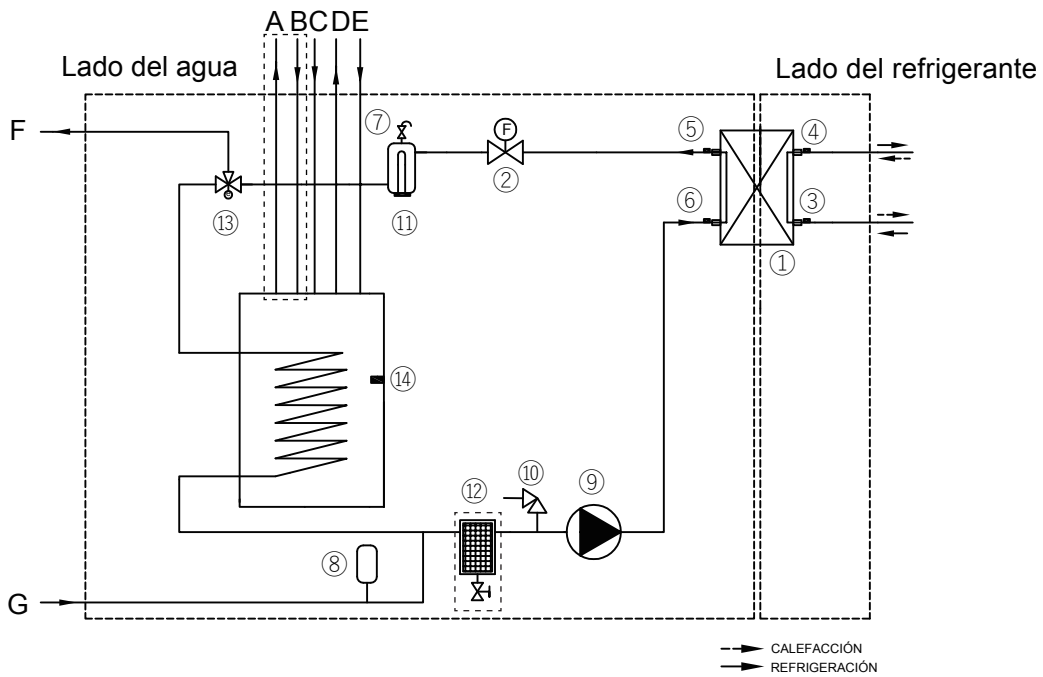 A B C D E
Lado del agua
Lado del refrigerante
F
⑦
F
②
⑤
④
⑬
⑪
⑥
③
①
⑭
⑫
⑩
⑨
⑧
G
CALEFACCIÓN
REFRIGERACIÓN